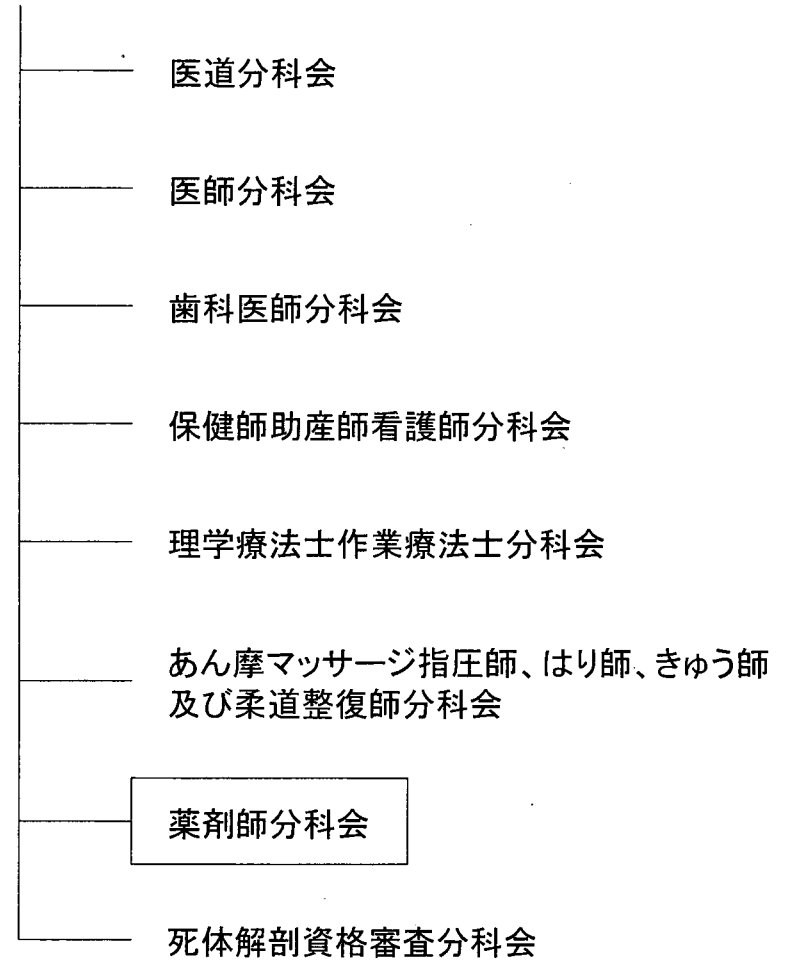 医道分科会
医師分科会
歯科医師分科会
保健師助産師看護師分科会
理学療法士作業療法士分科会
あん摩マッサージ指圧師、はり師、きゅう師
及び柔道整復師分科会
薬剤師分科会
死体解剖資格審査分科会